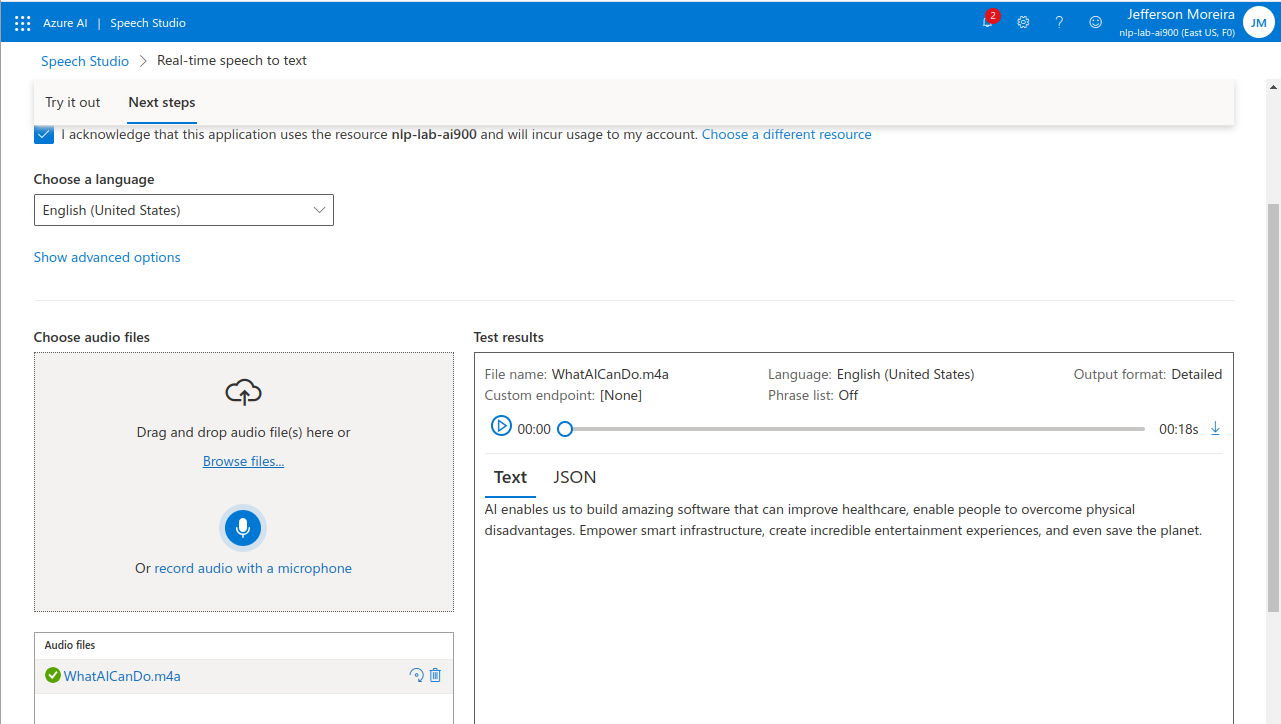 Azure AI | Speech Studio
2
Jefferson Moreira
nlp-lab-ai900 (East US, F0)
JM
Speech Studio > Real-time speech to text
Try it out Next steps
I acknowledge that this application uses the resource nlp-lab-ai900 and will incur usage to my account. Choose a different resource
Choose a language
English (United States)
Show advanced options
Choose audio files
Drag and drop audio file(s) here or
Browse files...
Or record audio with a microphone
Audio files
WhatAICanDo.m4a
Test results
File name: WhatAICanDo.m4a Language: English (United States) Output format: Detailed
Custom endpoint: [None] Phrase list: Off
00:00 00:18s
Text JSON
AI enables us to build amazing software that can improve healthcare, enable people to overcome physical
disadvantages. Empower smart infrastructure, create incredible entertainment experiences, and even save the planet.